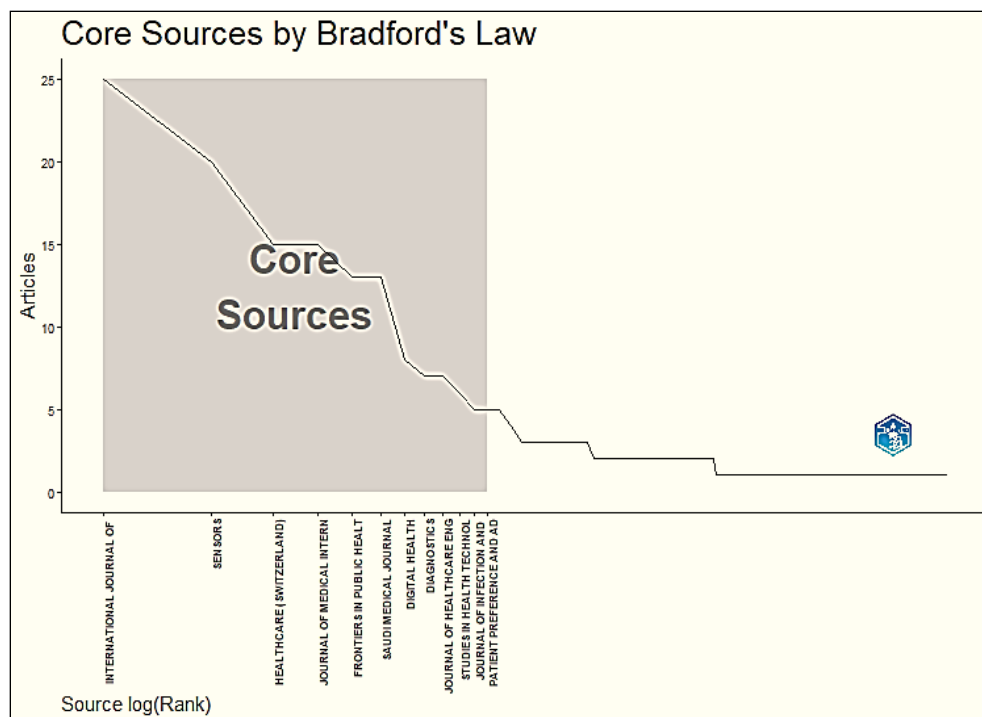 Core Sources by Bradford's Law
25
20
15
10
5
0
Articles
Core
Sources
INTERNATIONAL JOURNAL OF
SENSORS
HEALTHCARE (SWITZERLAND)
JOURNAL OF MEDICAL INTERN
FRONTIERS IN PUBLIC HEALT
SAUDI MEDICAL JOURNAL
DIGITAL HEALTH
DIAGNOSTICS
JOURNAL OF HEALTHCARE ENG
STUDIES IN HEALTH TECHNOL
JOURNAL OF INFECTION AND
PATIENT PREFERENCE AND AD
Source log(Rank)